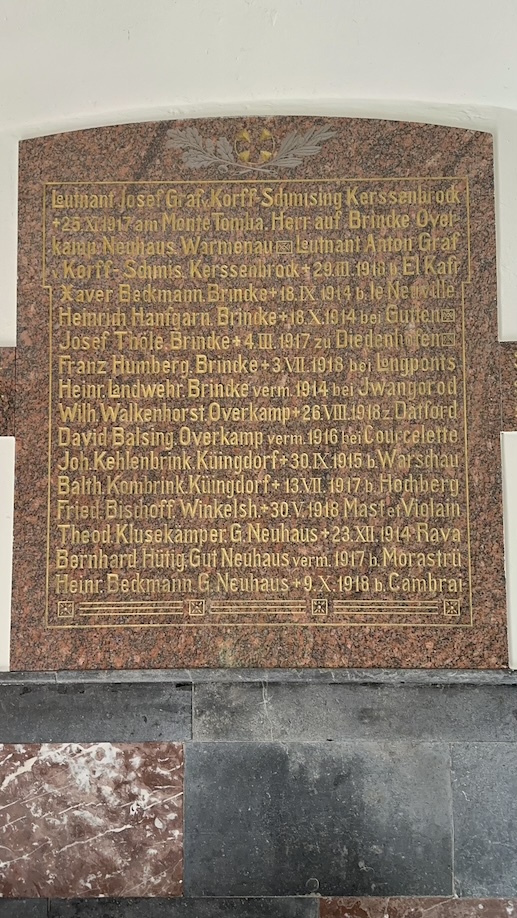 Leutnant Josef Graf v. Korff Schmising Kerssenbrock
+25.XI.1917 am Monte Tomba. Herr auf Brincke Over-
kamp. Neuhaus. Warmenau Leutnant Anton Graf
v. Korff-Schmis. Kerssenbrock +29.III.1918 b. El Kafr
Xaver Beckmann. Brincke +18.IX.1914 b. le Neuville
Heinrich Hanfgarn. Brincke +18.X.1914 bei
Josef Thöle. Brincke +4.III.1917 zu Diedenhofen
Franz Humberg. Brincke +3.VII.1918 bei Longponts
Heinr. Landwehr. Brincke verm. 1914 bei Jwangorod
Wilh. Walkenhorst. Overkamp +26.VIII.1918 z. Datford
David Balsing. Overkamp verm. 1916 bei Courcelette
Joh. Kehlenbrink. Küingdorf +30.IX.1915 b. Warschau
Balth. Kombrink. Küingdorf +13.VII.1917 b. Hochberg
Fried. Bischoff. Winkelsh. +30.V.1918 Mast et Viglain
Theod. Klusekamper. G. Neuhaus +23.XII.1914 Rava
Bernhard Hütig. Gut Neuhaus verm. 1917 b. Morastrü
Heinr. Beckmann. G. Neuhaus +9.X.1918 b. Cambrai